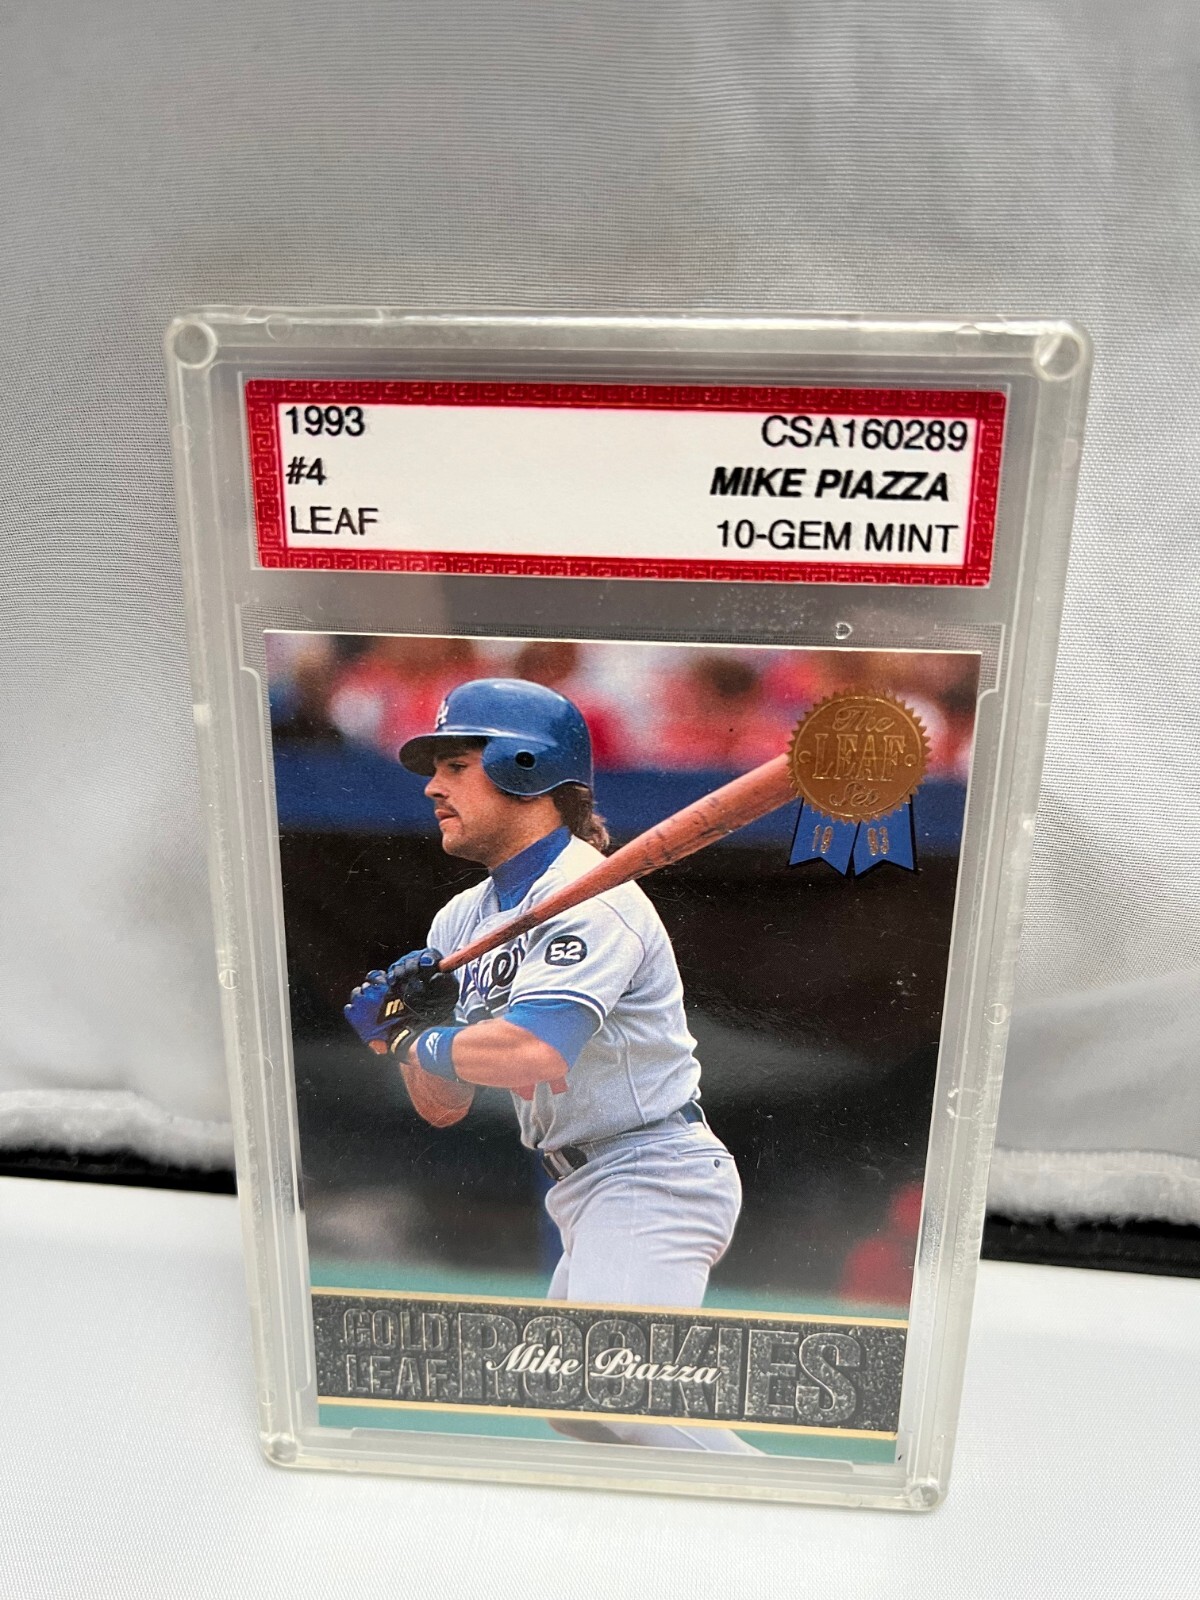 1993
CSA160289
#4
MIKE PIAZZA
LEAF
10-GEM MINT
The
LEAF
Set
19 93
LA
52
GOLD LEAF ROOKIES
Mike Piazza